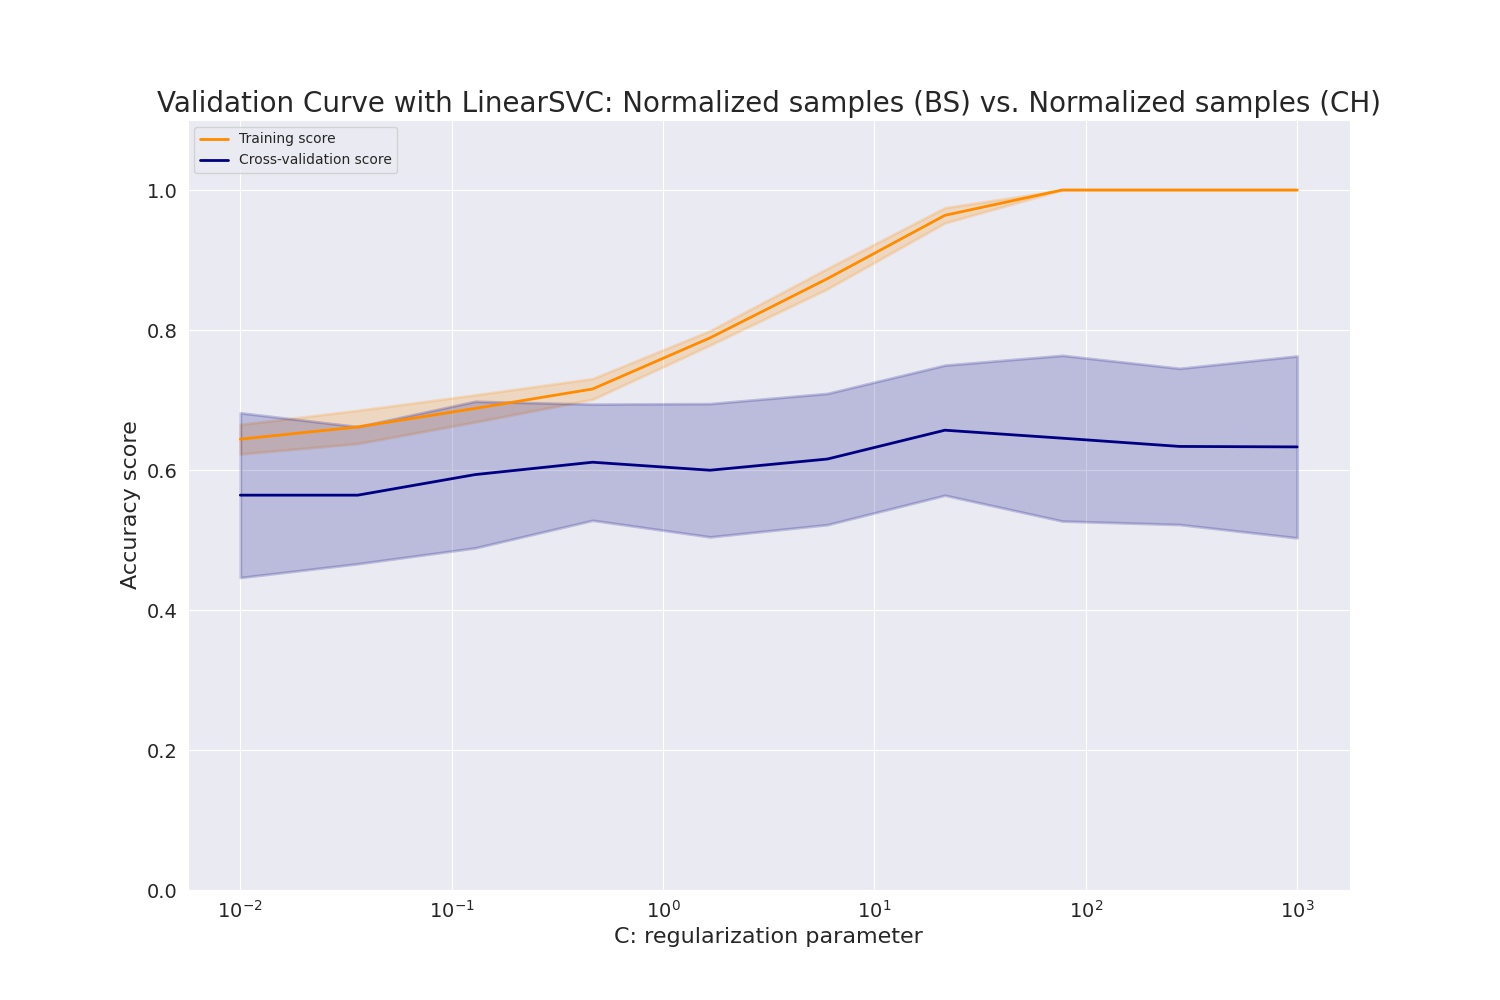 Validation Curve with LinearSVC: Normalized samples (BS) vs. Normalized samples (CH)
Training score
Cross-validation score
1.0
0.8
0.6
0.4
0.2
0.0
Accuracy score
10⁻² 10⁻¹ 10⁰ 10¹ 10² 10³
C: regularization parameter